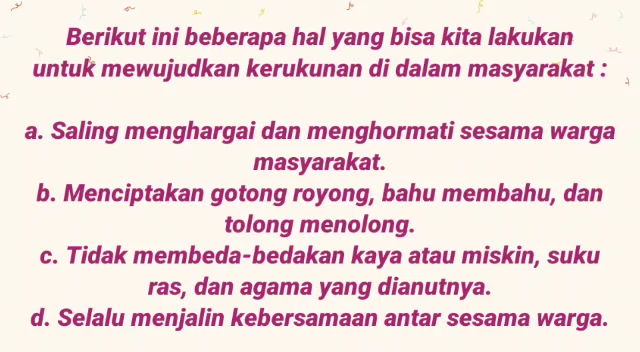 Berikut ini beberapa hal yang bisa kita lakukan
untuk mewujudkan kerukunan di dalam masyarakat :
a. Saling menghargai dan menghormati sesama warga
masyarakat.
b. Menciptakan gotong royong, bahu membahu, dan
tolong menolong.
c. Tidak membeda-bedakan kaya atau miskin, suku
ras, dan agama yang dianutnya.
d. Selalu menjalin kebersamaan antar sesama warga.